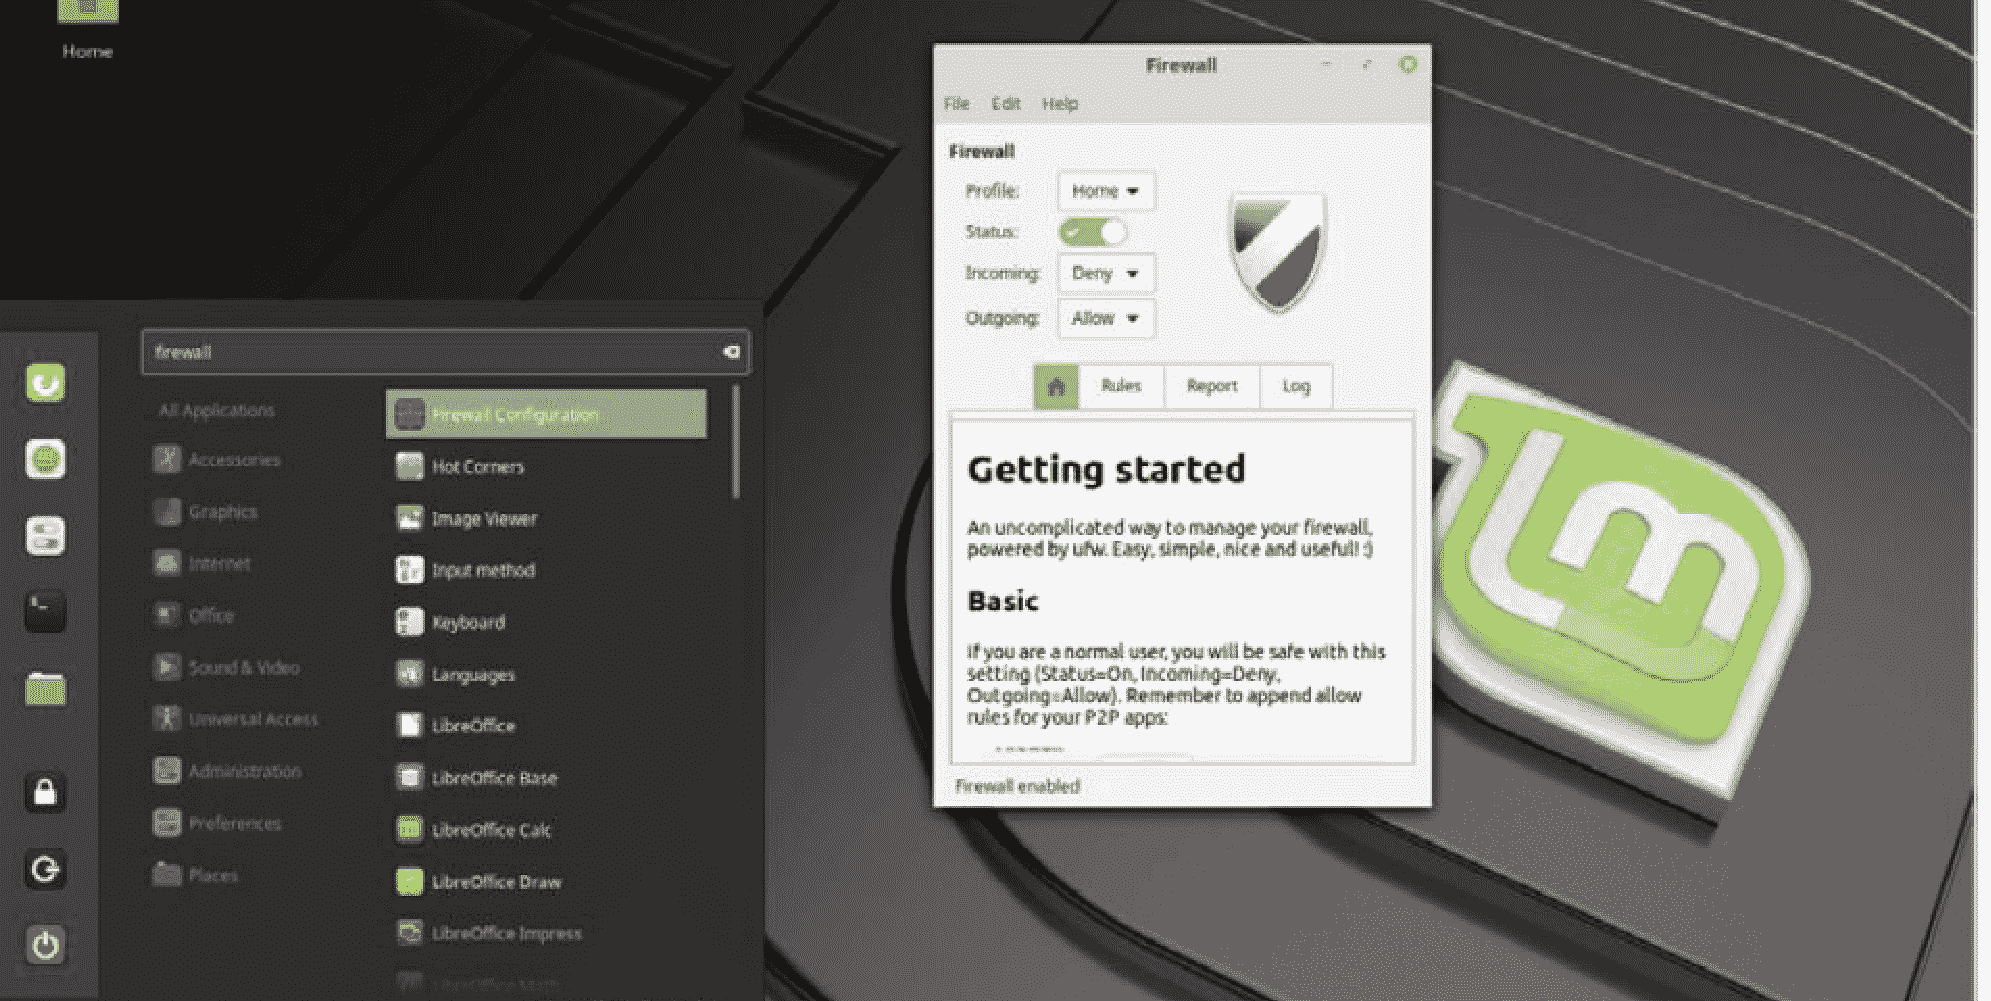 Home
firewall
All Applications
Accessories
Graphics
Internet
Office
Sound & Video
Universal Access
Administration
Preferences
Places
Firewall Configuration
Hot Corners
Image Viewer
Input method
Keyboard
Languages
LibreOffice
LibreOffice Base
LibreOffice Calc
LibreOffice Draw
LibreOffice Impress
LibreOffice Math
Firewall
File Edit Help
Firewall
Profile: Home
Status:
Incoming: Deny
Outgoing: Allow
Rules Report Log
Getting started
An uncomplicated way to manage your firewall,
powered by ufw. Easy, simple, nice and useful! :)
Basic
If you are a normal user, you will be safe with this
setting (Status=On, Incoming=Deny,
Outgoing=Allow). Remember to append allow
rules for your P2P apps:
Firewall enabled
lm